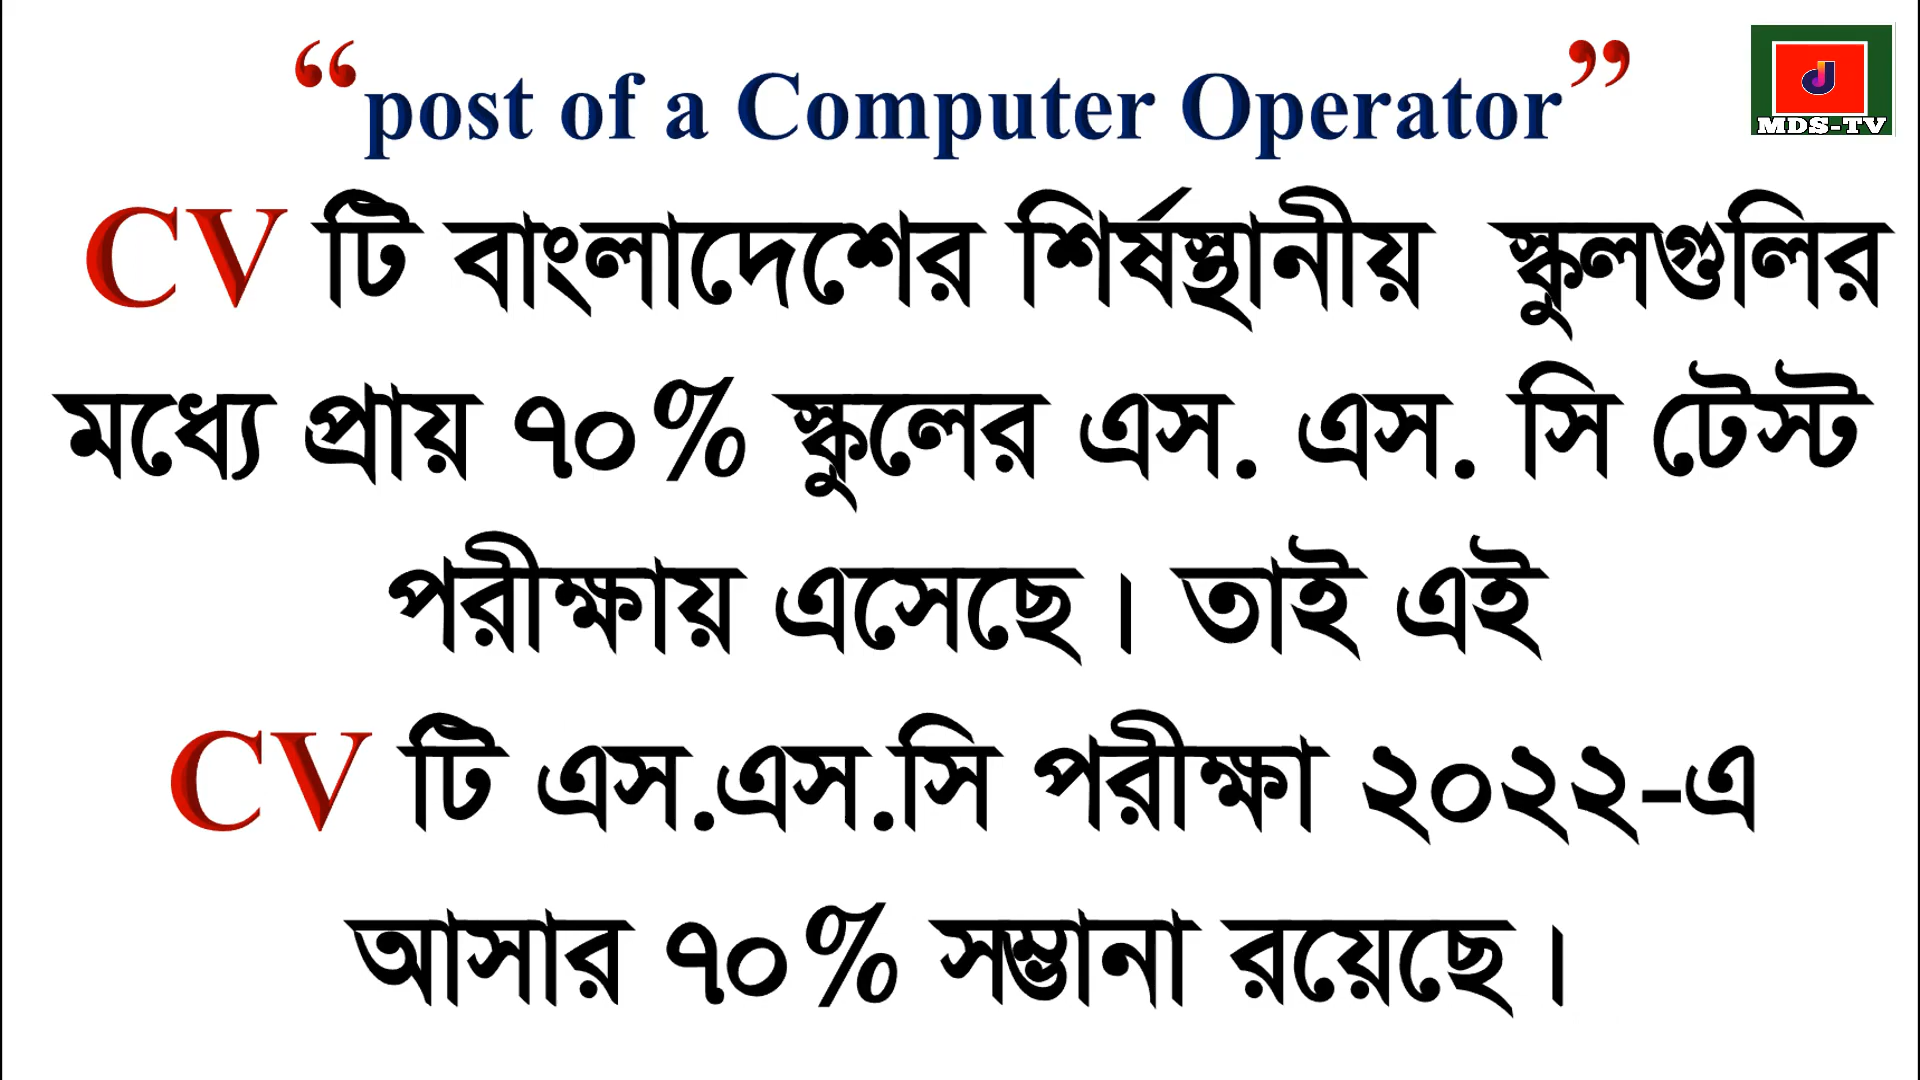 “post of a Computer Operator”
MDS-TV
CV টি বাংলাদেশের শির্ষস্থানীয় স্কুলগুলির
মধ্যে প্রায় ৭০% স্কুলের এস. এস. সি টেস্ট
পরীক্ষায় এসেছে। তাই এই
CV টি এস.এস.সি পরীক্ষা ২০২২-এ
আসার ৭০% সম্ভানা রয়েছে।